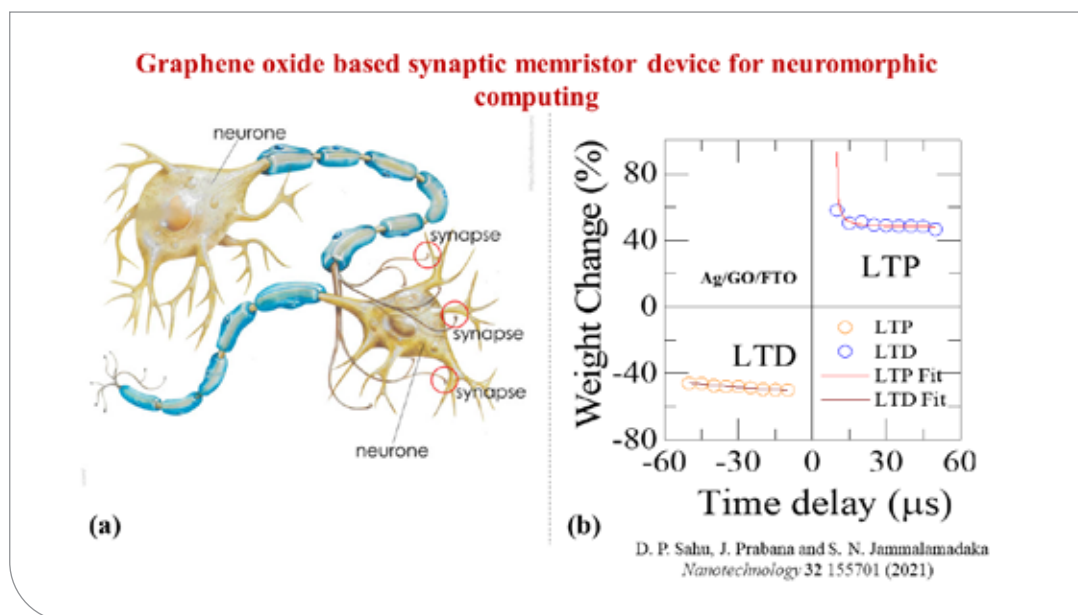 Graphene oxide based synaptic memristor device for neuromorphic
computing
neurone
synapse
synapse
synapse
neurone
(a)
Weight Change (%)
80
40
0
-40
-80
Ag/GO/FTO
LTP
LTD
LTP
LTD
LTP Fit
LTD Fit
-60
-30
0
30
60
Time delay (μs)
(b)
D. P. Sahu, J. Prabana and S. N. Jammalamadaka
Nanotechnology 32 155701 (2021)